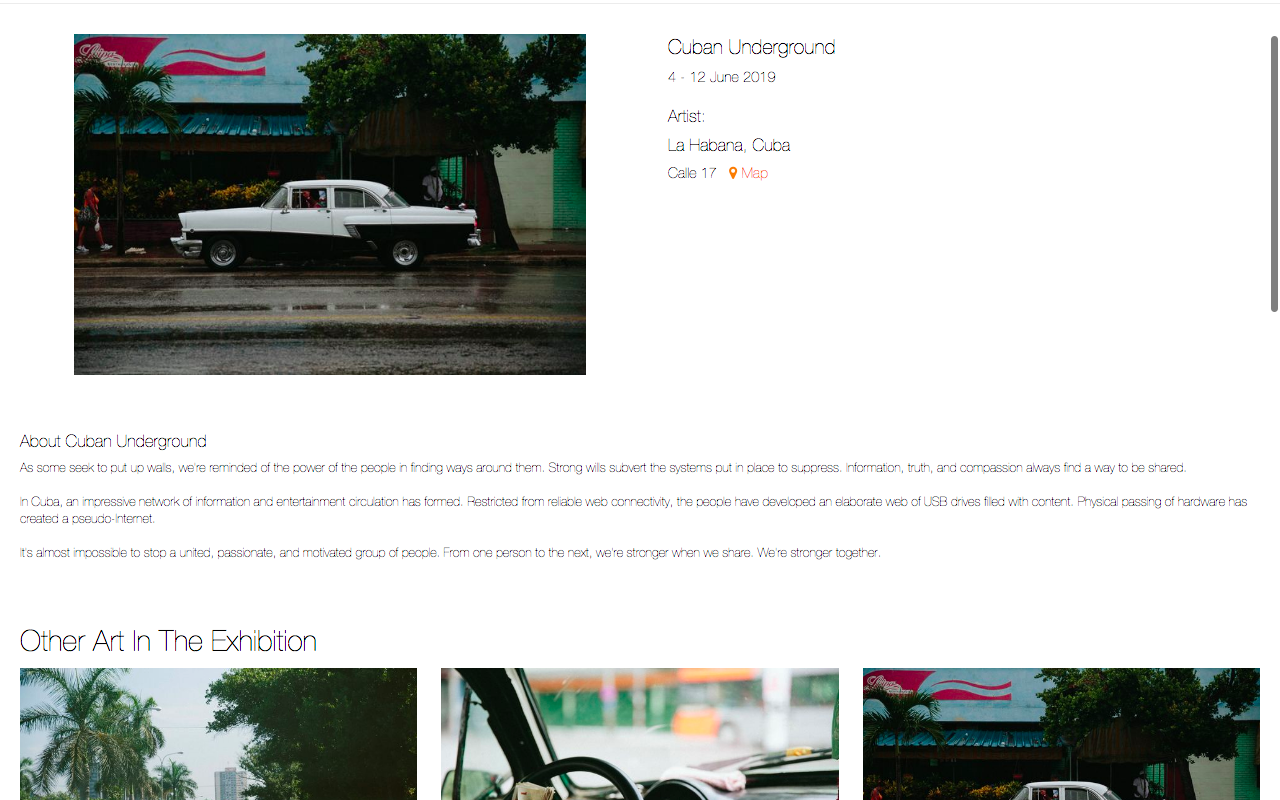 Cuban Underground
4 - 12 June 2019
Artist:
La Habana, Cuba
Calle 17 Map
About Cuban Underground
As some seek to put up walls, we're reminded of the power of the people in finding ways around them. Strong wills subvert the systems put in place to suppress. Information, truth, and compassion always find a way to be shared.
In Cuba, an impressive network of information and entertainment circulation has formed. Restricted from reliable web connectivity, the people have developed an elaborate web of USB drives filled with content. Physical passing of hardware has
created a pseudo-Internet.
It's almost impossible to stop a united, passionate, and motivated group of people. From one person to the next, we're stronger when we share. We're stronger together.
Other Art In The Exhibition